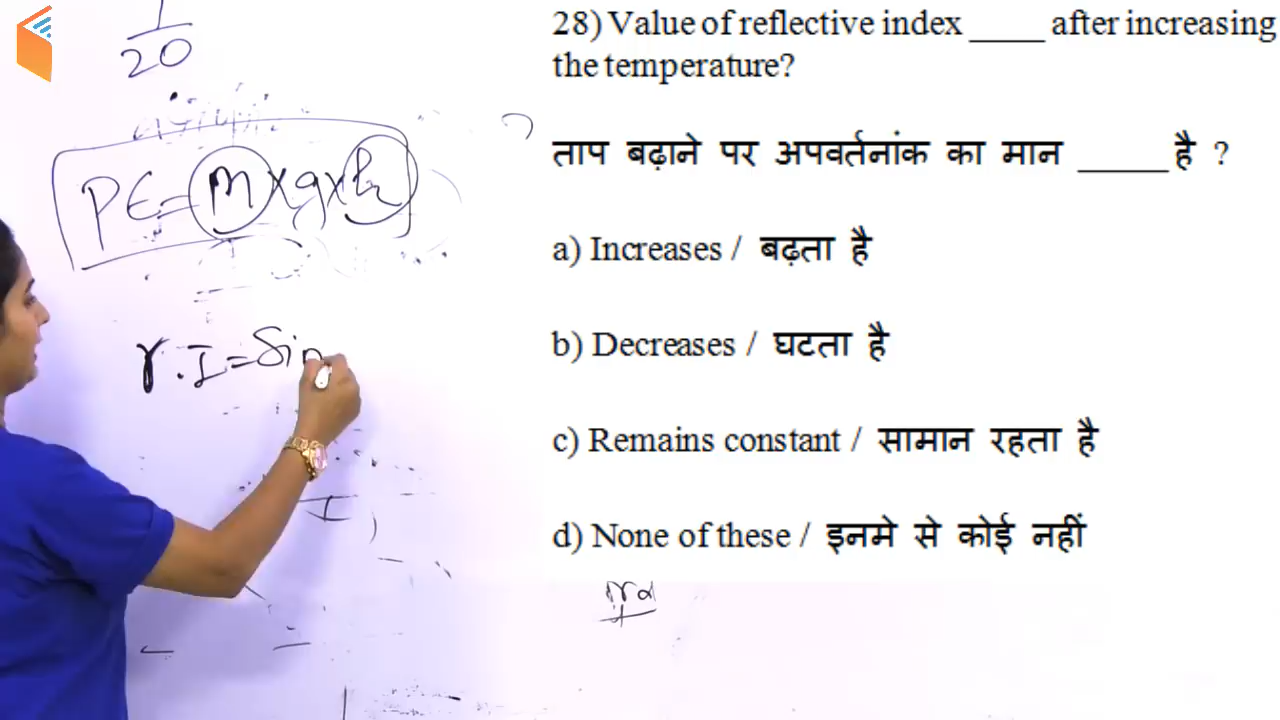 1
20
PE = m × g × h
r. I = Sin
28) Value of reflective index ____ after increasing
the temperature?
ताप बढ़ाने पर अपवर्तनांक का मान _____ है ?
a) Increases / बढ़ता है
b) Decreases / घटता है
c) Remains constant / सामान रहता है
d) None of these / इनमे से कोई नहीं